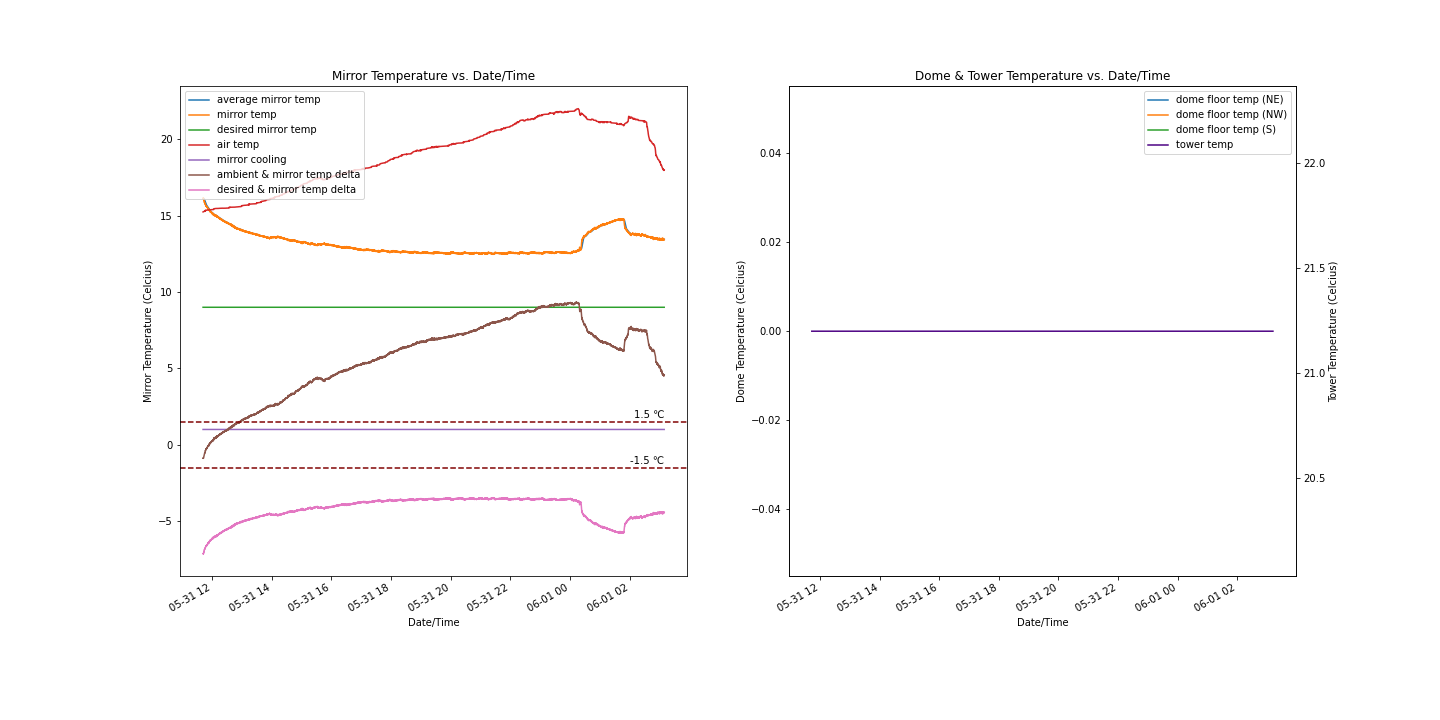 Mirror Temperature vs. Date/Time
average mirror temp
mirror temp
desired mirror temp
air temp
mirror cooling
ambient & mirror temp delta
desired & mirror temp delta
20
15
10
5
0
−5
Mirror Temperature (Celcius)
1.5 °C
-1.5 °C
05-31 12
05-31 14
05-31 16
05-31 18
05-31 20
05-31 22
06-01 00
06-01 02
Date/Time
Dome & Tower Temperature vs. Date/Time
dome floor temp (NE)
dome floor temp (NW)
dome floor temp (S)
tower temp
0.04
0.02
0.00
−0.02
−0.04
Dome Temperature (Celcius)
22.0
21.5
21.0
20.5
Tower Temperature (Celcius)
05-31 12
05-31 14
05-31 16
05-31 18
05-31 20
05-31 22
06-01 00
06-01 02
Date/Time